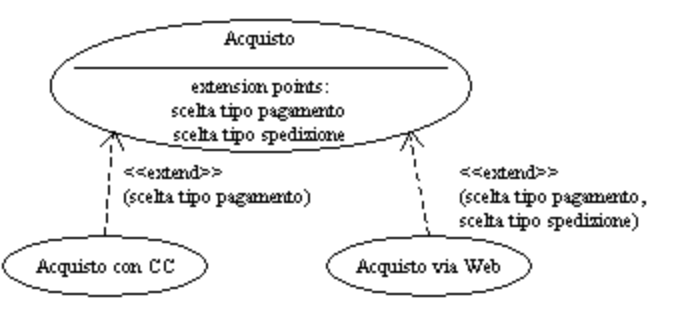 Acquisto
extension points:
scelta tipo pagamento
scelta tipo spedizione
<<extend>>
(scelta tipo pagamento)
<<extend>>
(scelta tipo pagamento,
scelta tipo spedizione)
Acquisto con CC
Acquisto via Web